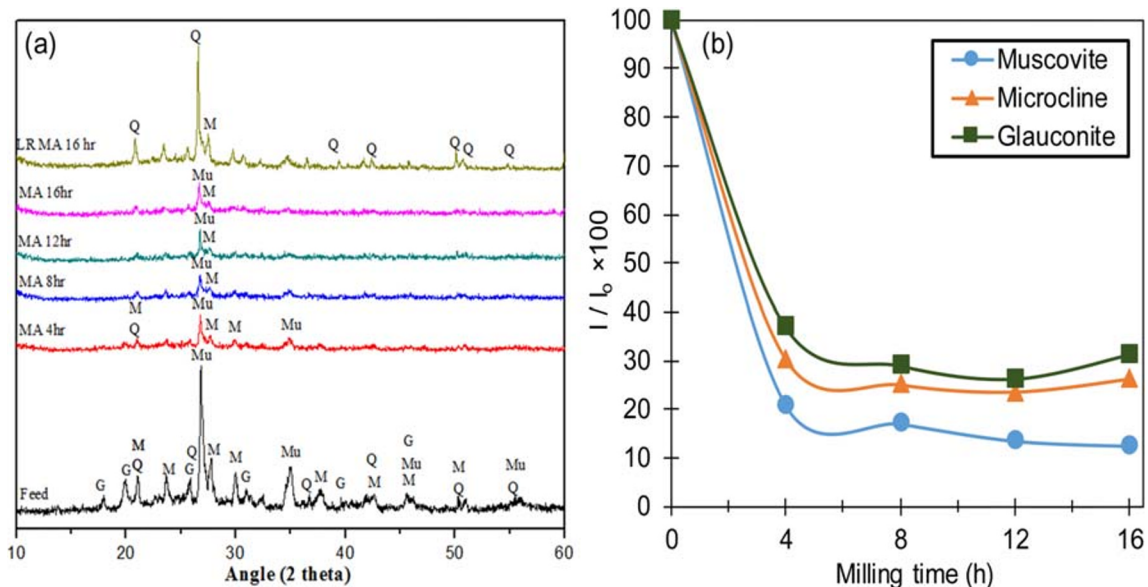 (a)
Q
LR MA 16 hr
Q
M
Q
Q
Q
Q
Q
Mu
M
MA 16hr
Mu
M
MA 12hr
Mu
M
MA 8hr
M
Q
Mu
M
M
Mu
MA 4hr
Mu
G
G
M
Q
M
Q
G
M
M
G
Mu
Q
M
G
Q
M
G
Mu
M
M
Q
Mu
Q
Feed
10
20
30
40
50
60
Angle (2 theta)
(b)
Muscovite
Microcline
Glauconite
I / Io ×100
100
90
80
70
60
50
40
30
20
10
0
0
4
8
12
16
Milling time (h)